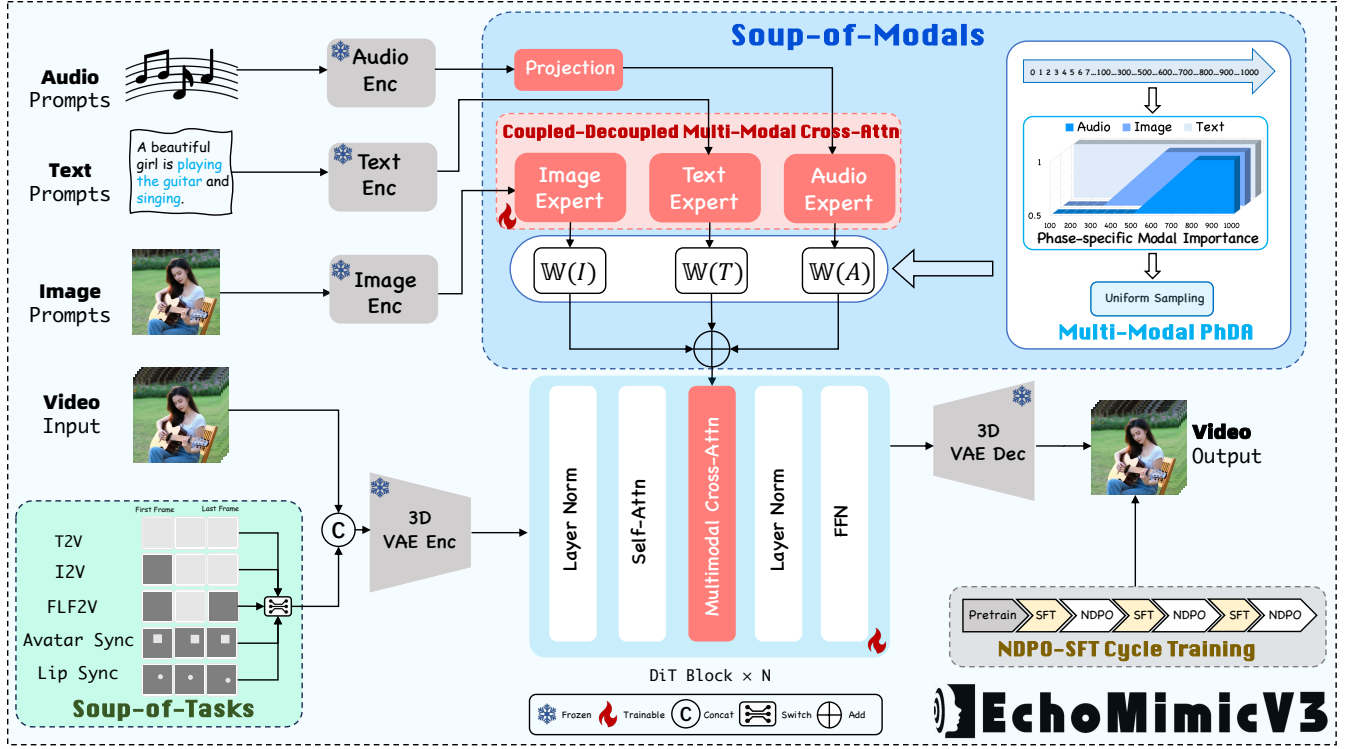 Soup-of-Modals
Audio
Prompts
Audio
Enc
Projection
0 1 2 3 4 5 6 7...100...300...500...600...700...800...900...1000
Coupled-Decoupled Multi-Modal Cross-Attn
Audio Image Text
1
0.5
100 200 300 400 500 600 700 800 900 1000
Phase-specific Modal Importance
Uniform Sampling
Multi-Modal PhDA
Text
Prompts
A beautiful
girl is playing
the guitar and
singing.
Text
Enc
Image
Expert
Text
Expert
Audio
Expert
𝕎(I)
𝕎(T)
𝕎(A)
Image
Prompts
Image
Enc
Video
Input
C
3D
VAE Enc
Layer Norm
Self-Attn
Multimodal Cross-Attn
Layer Norm
FFN
DiT Block × N
3D
VAE Dec
Video
Output
First Frame
Last Frame
T2V
I2V
FLF2V
Avatar Sync
Lip Sync
Soup-of-Tasks
Pretrain SFT NDPO SFT NDPO SFT NDPO
NDPO-SFT Cycle Training
Frozen Trainable C Concat Switch Add
EchoMimicV3